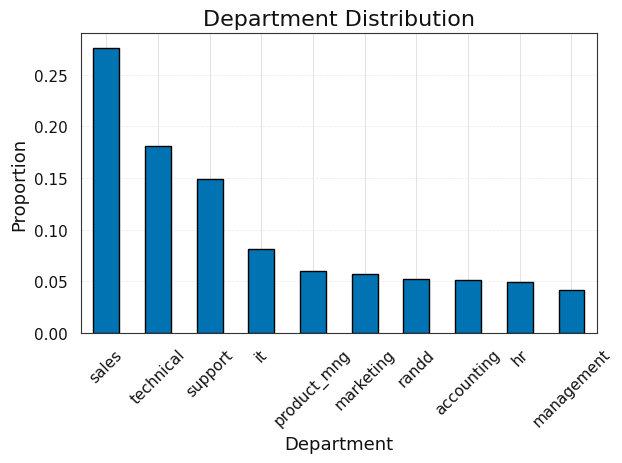 Department Distribution
Proportion
0.25
0.20
0.15
0.10
0.05
0.00
sales
technical
support
it
product_mng
marketing
randd
accounting
hr
management
Department